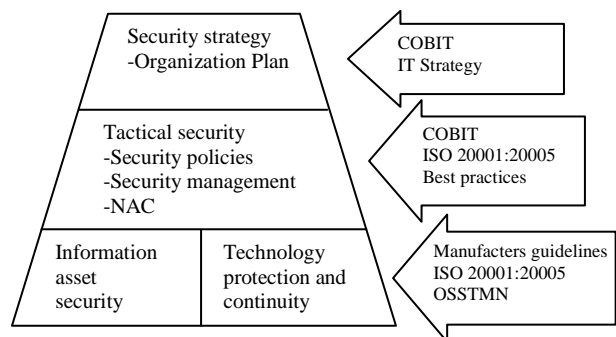 Security strategy
-Organization Plan
COBIT
IT Strategy
Tactical security
-Security policies
-Security management
-NAC
COBIT
ISO 20001:20005
Best practices
Information
asset
security
Technology
protection and
continuity
Manufacters guidelines
ISO 20001:20005
OSSTMN